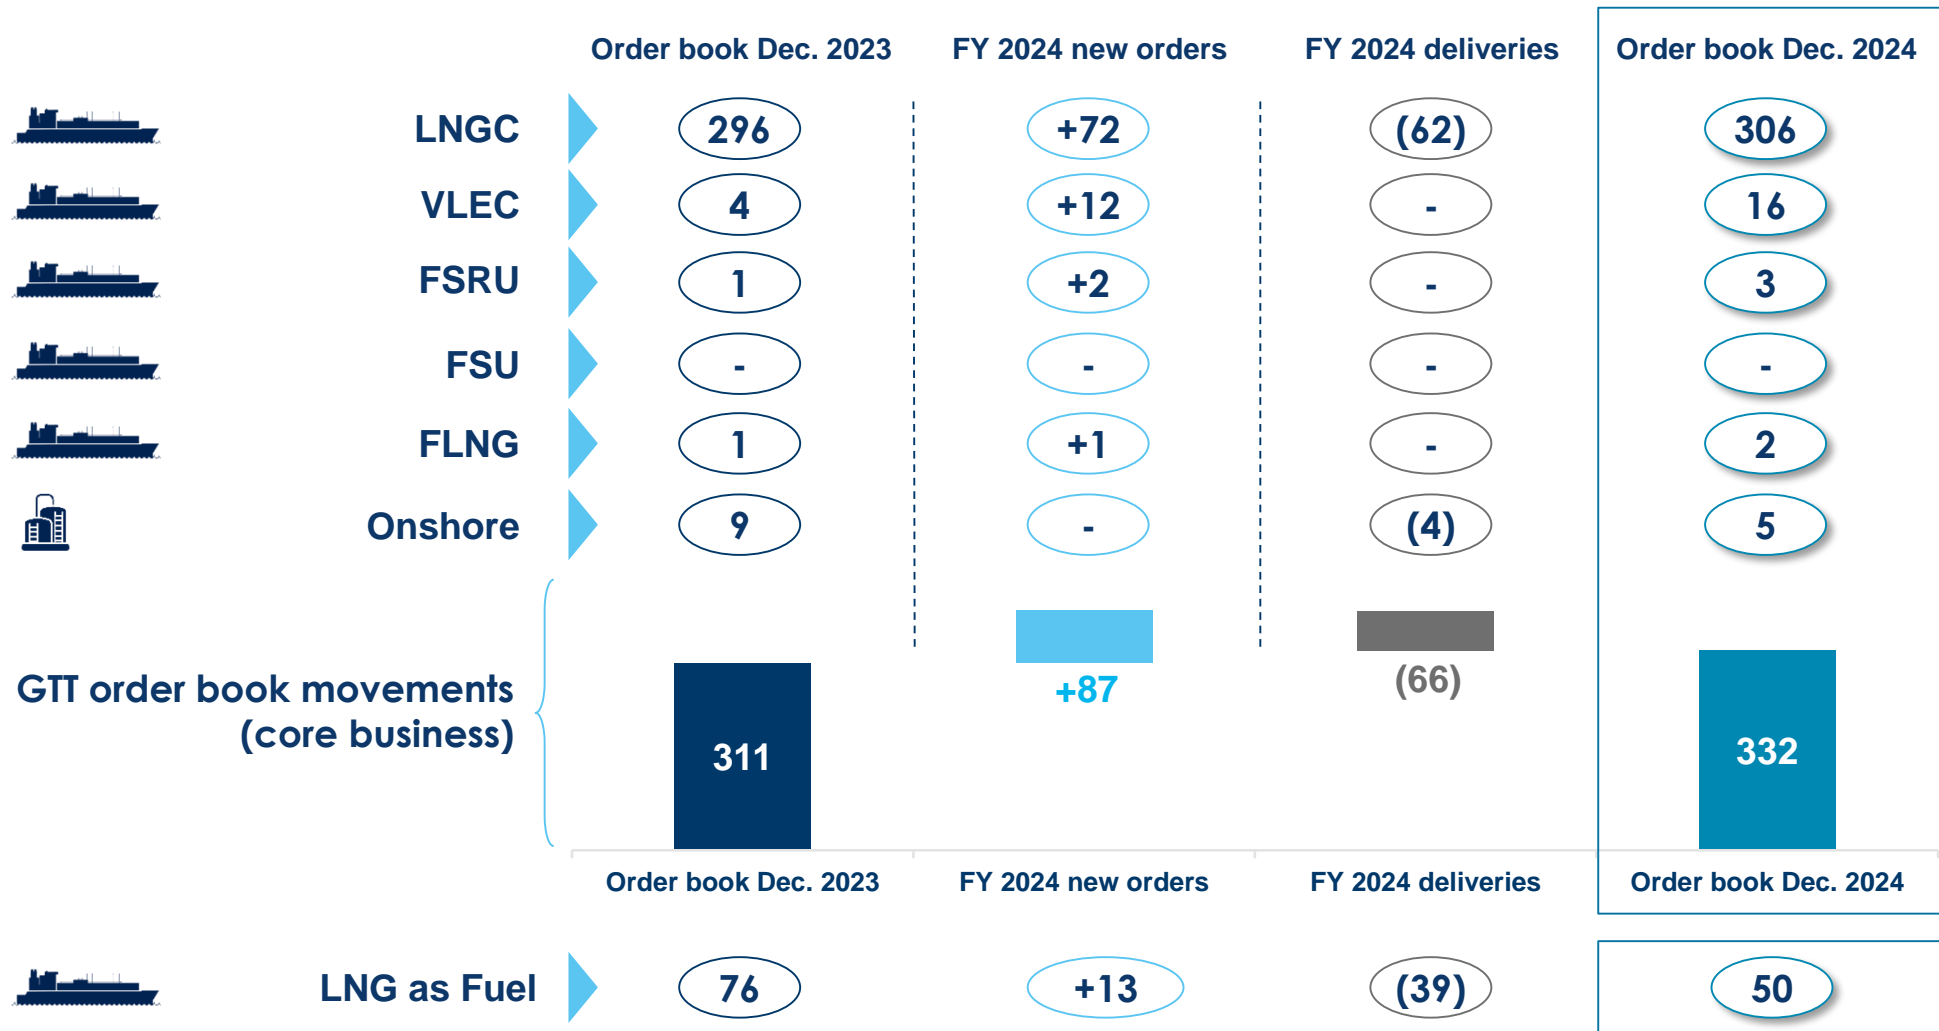 Order book Dec. 2023 FY 2024 new orders FY 2024 deliveries Order book Dec. 2024
LNGC 296 +72 (62) 306
VLEC 4 +12 - 16
FSRU 1 +2 - 3
FSU - - - -
FLNG 1 +1 - 2
Onshore 9 - (4) 5
GTT order book movements
(core business)
311 +87 (66) 332
Order book Dec. 2023 FY 2024 new orders FY 2024 deliveries Order book Dec. 2024
LNG as Fuel 76 +13 (39) 50